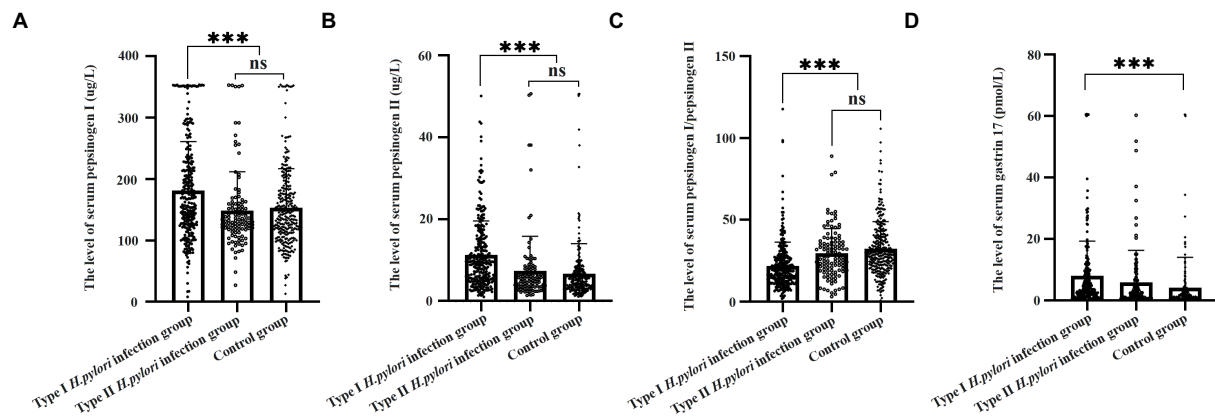 A
The level of serum pepsinogen I (ug/L)
400
300
200
100
0
***
ns
Type I H.pylori infection group
Type II H.pylori infection group
Control group
B
The level of serum pepsinogen II (ug/L)
60
40
20
0
***
ns
Type I H.pylori infection group
Type II H.pylori infection group
Control group
C
The level of serum pepsinogen I/pepsinogen II
150
100
50
0
***
ns
Type I H.pylori infection group
Type II H.pylori infection group
Control group
D
The level of serum gastrin 17 (pmol/L)
80
60
40
20
0
***
Type I H.pylori infection group
Type II H.pylori infection group
Control group